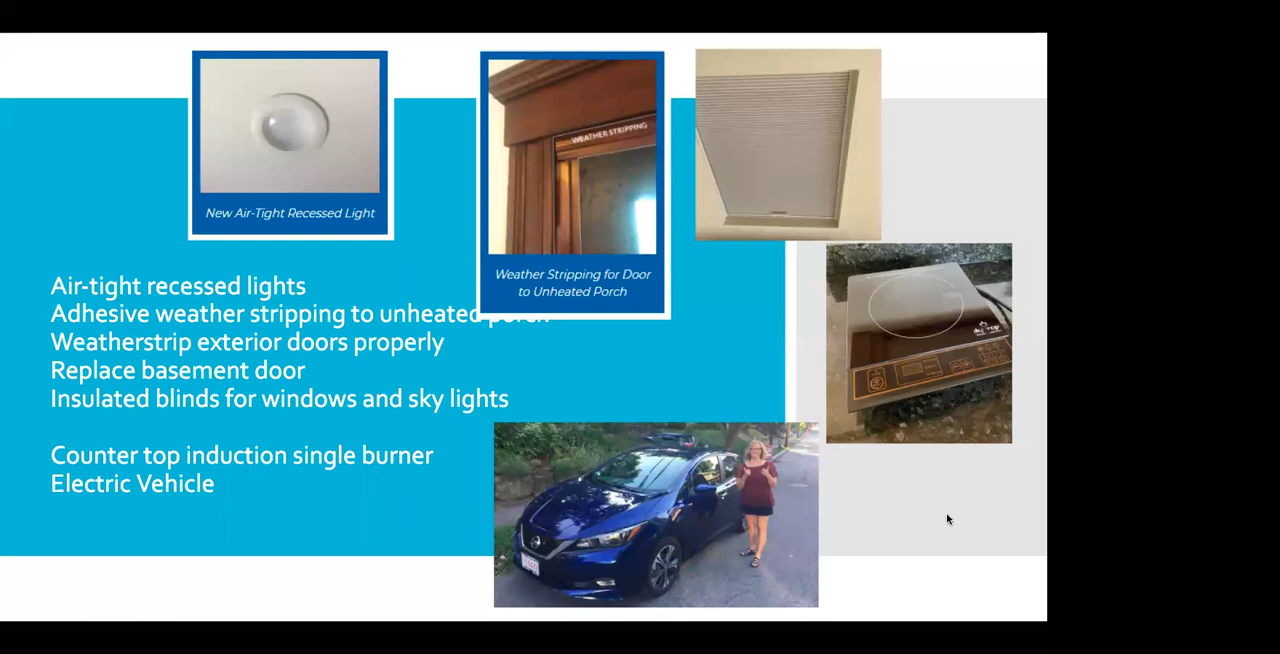 WEATHER STRIPPING
New Air-Tight Recessed Light
Weather Stripping for Door
to Unheated Porch
Air-tight recessed lights
Adhesive weather stripping to unheated porch
Weatherstrip exterior doors properly
Replace basement door
Insulated blinds for windows and sky lights
Counter top induction single burner
Electric Vehicle